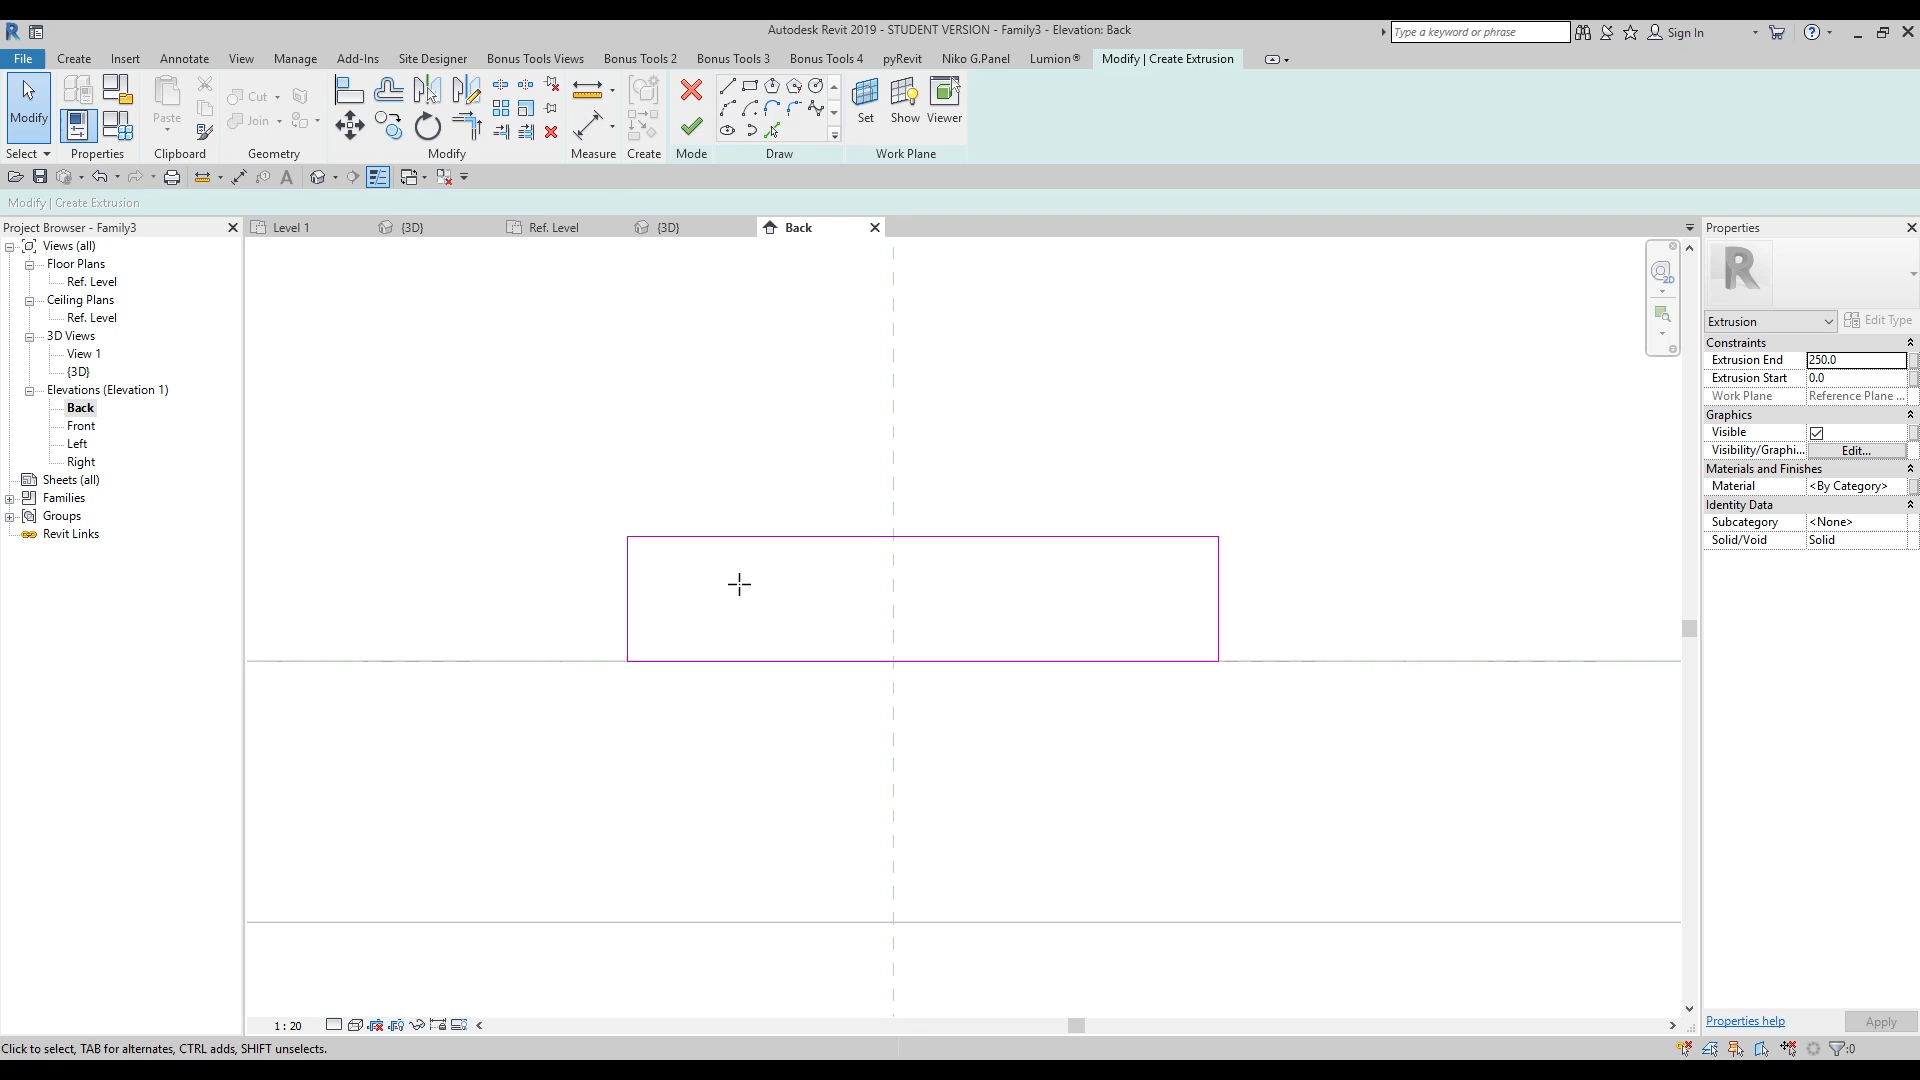 Autodesk Revit 2019 - STUDENT VERSION - Family3 - Elevation: Back
Type a keyword or phrase
Sign In
File Create Insert Annotate View Manage Add-Ins Site Designer Bonus Tools Views Bonus Tools 2 Bonus Tools 3 Bonus Tools 4 pyRevit Niko G.Panel Lumion® Modify | Create Extrusion
Modify
Paste
Cut
Join
Set Show Viewer
Select Properties Clipboard Geometry Modify Measure Create Mode Draw Work Plane
Modify | Create Extrusion
Project Browser - Family3
Level 1 {3D} Ref. Level {3D} Back
Properties
Views (all)
Floor Plans
Ref. Level
Ceiling Plans
Ref. Level
3D Views
View 1
{3D}
Elevations (Elevation 1)
Back
Front
Left
Right
Sheets (all)
Families
Groups
Revit Links
2D
R
Extrusion
Edit Type
Constraints
Extrusion End 250.0
Extrusion Start 0.0
Work Plane Reference Plane ...
Graphics
Visible
Visibility/Graphi... Edit...
Materials and Finishes
Material <By Category>
Identity Data
Subcategory <None>
Solid/Void Solid
Properties help
Apply
1 : 20
Click to select, TAB for alternates, CTRL adds, SHIFT unselects.
:0